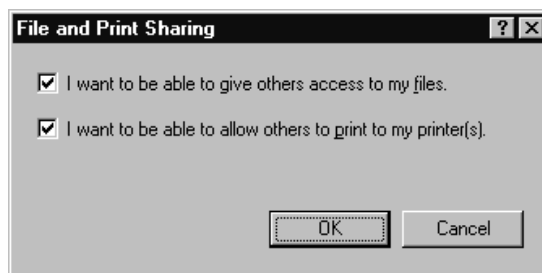 File and Print Sharing
I want to be able to give others access to my files.
I want to be able to allow others to print to my printer(s).
OK Cancel